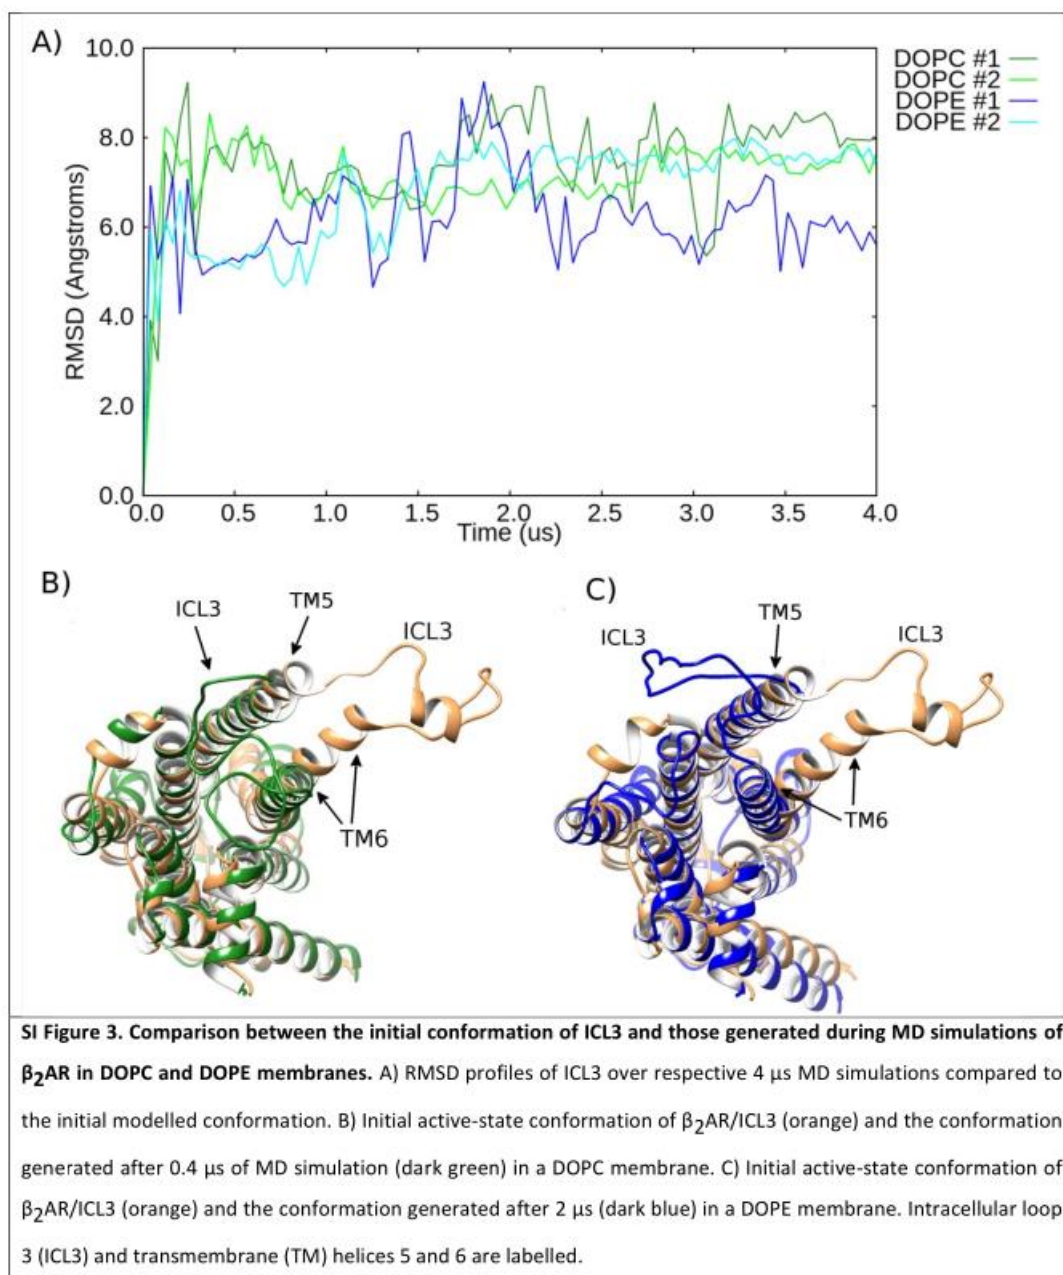 A)
10.0
8.0
6.0
4.0
2.0
0.0
RMSD (Angstroms)
0.0 0.5 1.0 1.5 2.0 2.5 3.0 3.5 4.0
Time (us)
DOPC #1
DOPC #2
DOPE #1
DOPE #2
B)
ICL3
TM5
ICL3
TM6
C)
ICL3
TM5
ICL3
TM6
SI Figure 3. Comparison between the initial conformation of ICL3 and those generated during MD simulations of
β₂AR in DOPC and DOPE membranes. A) RMSD profiles of ICL3 over respective 4 µs MD simulations compared to
the initial modelled conformation. B) Initial active-state conformation of β₂AR/ICL3 (orange) and the conformation
generated after 0.4 µs of MD simulation (dark green) in a DOPC membrane. C) Initial active-state conformation of
β₂AR/ICL3 (orange) and the conformation generated after 2 µs (dark blue) in a DOPE membrane. Intracellular loop
3 (ICL3) and transmembrane (TM) helices 5 and 6 are labelled.